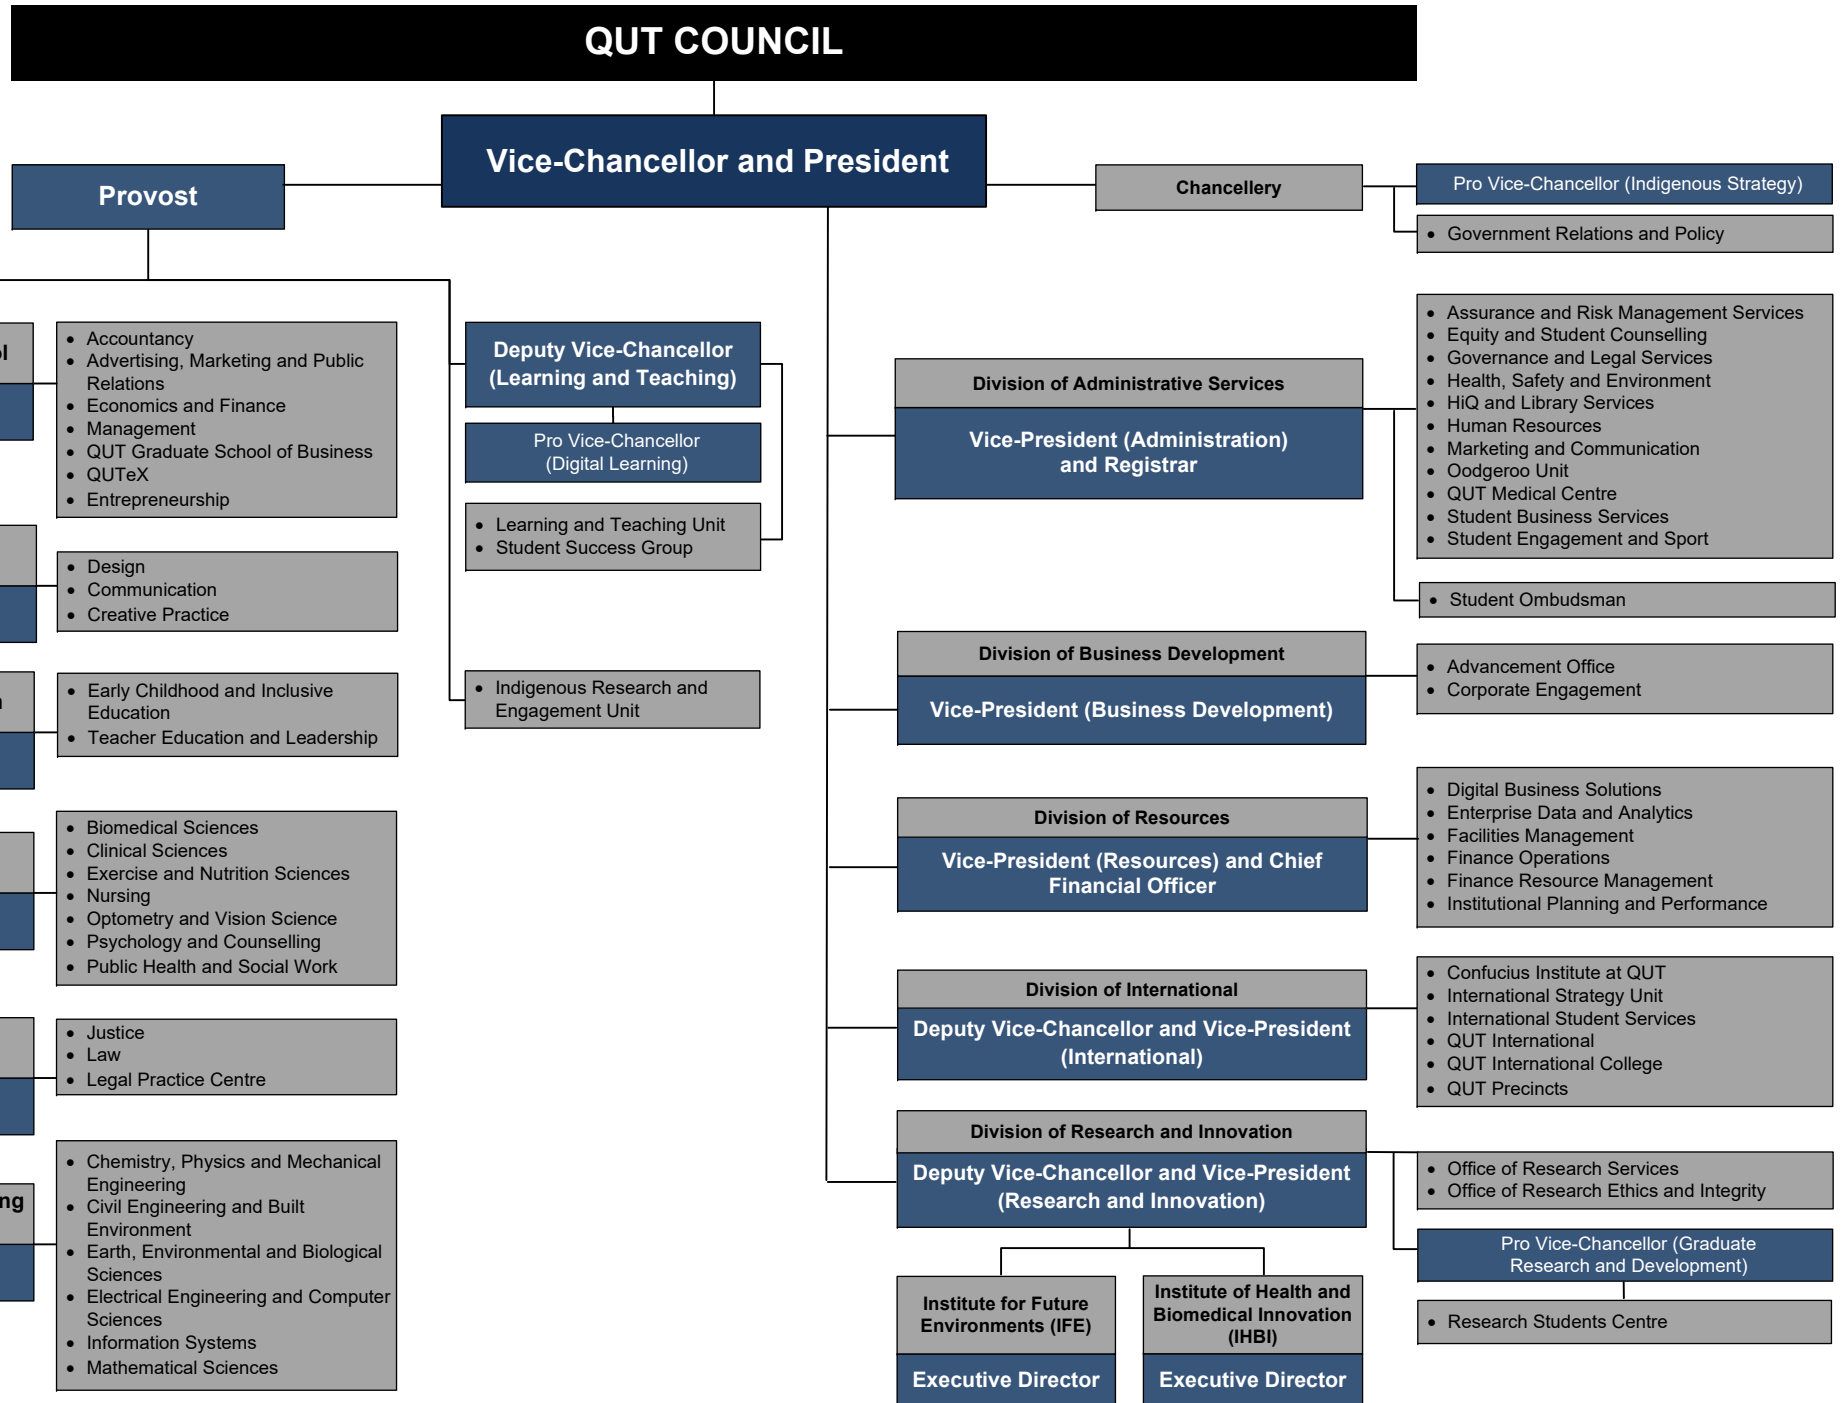 QUT COUNCIL
Vice-Chancellor and President
Provost
Chancellery
Pro Vice-Chancellor (Indigenous Strategy)
• Government Relations and Policy
• Accountancy
• Advertising, Marketing and Public
Relations
• Economics and Finance
• Management
• QUT Graduate School of Business
• QUTeX
• Entrepreneurship
• Design
• Communication
• Creative Practice
• Early Childhood and Inclusive
Education
• Teacher Education and Leadership
• Biomedical Sciences
• Clinical Sciences
• Exercise and Nutrition Sciences
• Nursing
• Optometry and Vision Science
• Psychology and Counselling
• Public Health and Social Work
• Justice
• Law
• Legal Practice Centre
ng
• Chemistry, Physics and Mechanical
Engineering
• Civil Engineering and Built
Environment
• Earth, Environmental and Biological
Sciences
• Electrical Engineering and Computer
Sciences
• Information Systems
• Mathematical Sciences
Deputy Vice-Chancellor
(Learning and Teaching)
Pro Vice-Chancellor
(Digital Learning)
• Learning and Teaching Unit
• Student Success Group
• Indigenous Research and
Engagement Unit
Division of Administrative Services
Vice-President (Administration)
and Registrar
• Assurance and Risk Management Services
• Equity and Student Counselling
• Governance and Legal Services
• Health, Safety and Environment
• HiQ and Library Services
• Human Resources
• Marketing and Communication
• Oodgeroo Unit
• QUT Medical Centre
• Student Business Services
• Student Engagement and Sport
• Student Ombudsman
Division of Business Development
Vice-President (Business Development)
• Advancement Office
• Corporate Engagement
Division of Resources
Vice-President (Resources) and Chief
Financial Officer
• Digital Business Solutions
• Enterprise Data and Analytics
• Facilities Management
• Finance Operations
• Finance Resource Management
• Institutional Planning and Performance
Division of International
Deputy Vice-Chancellor and Vice-President
(International)
• Confucius Institute at QUT
• International Strategy Unit
• International Student Services
• QUT International
• QUT International College
• QUT Precincts
Division of Research and Innovation
Deputy Vice-Chancellor and Vice-President
(Research and Innovation)
• Office of Research Services
• Office of Research Ethics and Integrity
Pro Vice-Chancellor (Graduate
Research and Development)
• Research Students Centre
Institute for Future
Environments (IFE)
Executive Director
Institute of Health and
Biomedical Innovation
(IHBI)
Executive Director